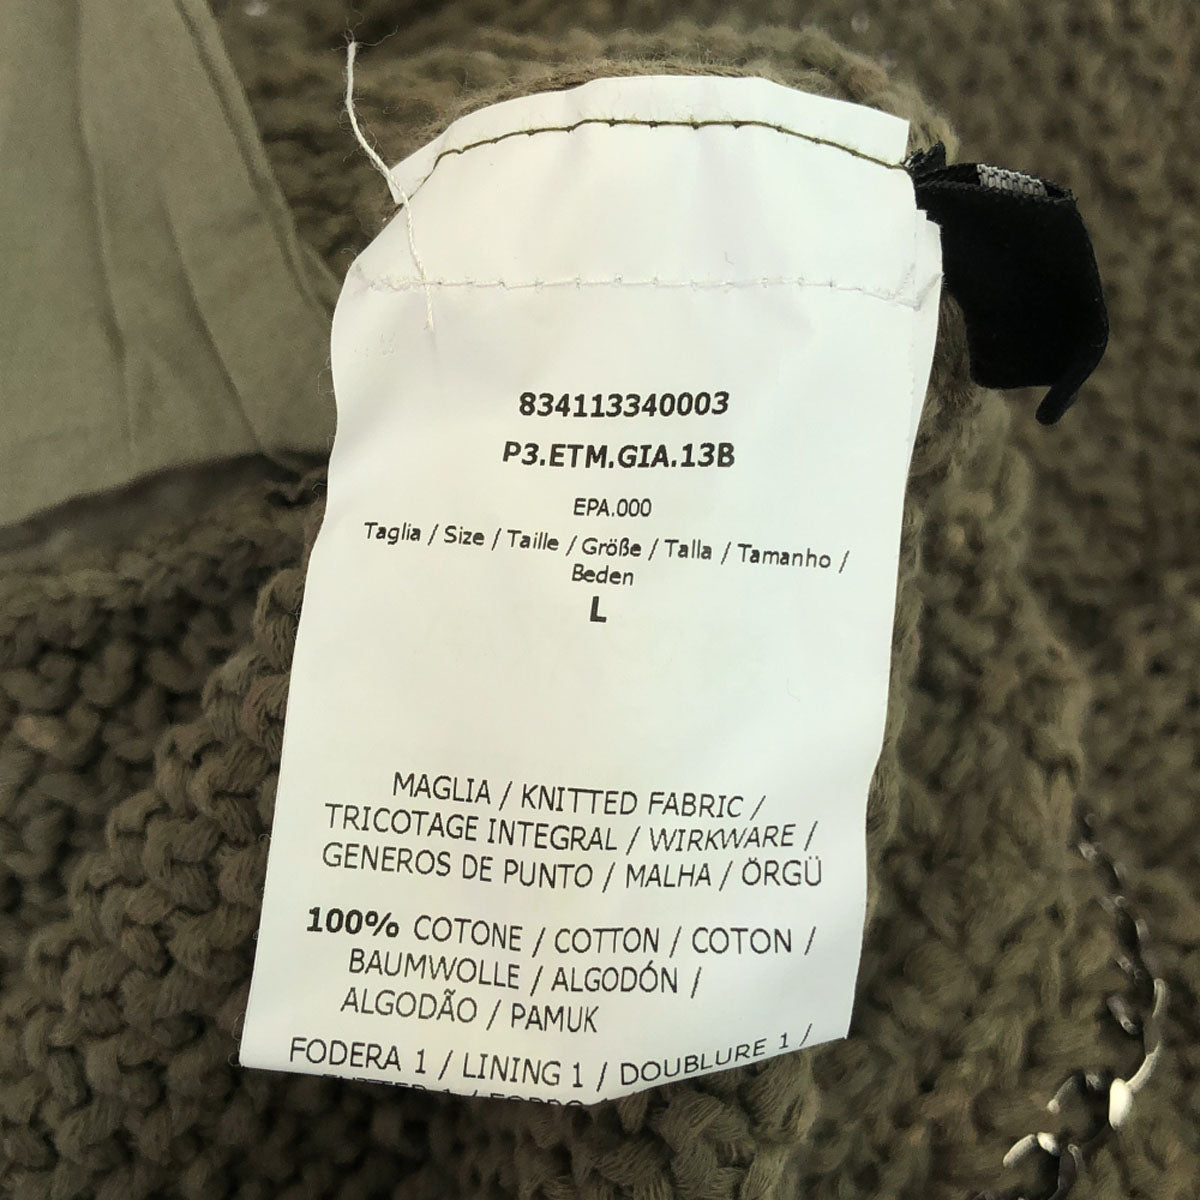 834113340003
P3.ETM.GIA.13B
EPA.000
Taglia / Size / Taille / Größe / Talla / Tamanho /
Beden
L
MAGLIA / KNITTED FABRIC /
TRICOTAGE INTEGRAL / WIRKWARE /
GENEROS DE PUNTO / MALHA / ÖRGÜ
100% COTONE / COTTON / COTON /
BAUMWOLLE / ALGODÓN /
ALGODÃO / PAMUK
FODERA 1 / LINING 1 / DOUBLURE 1 /